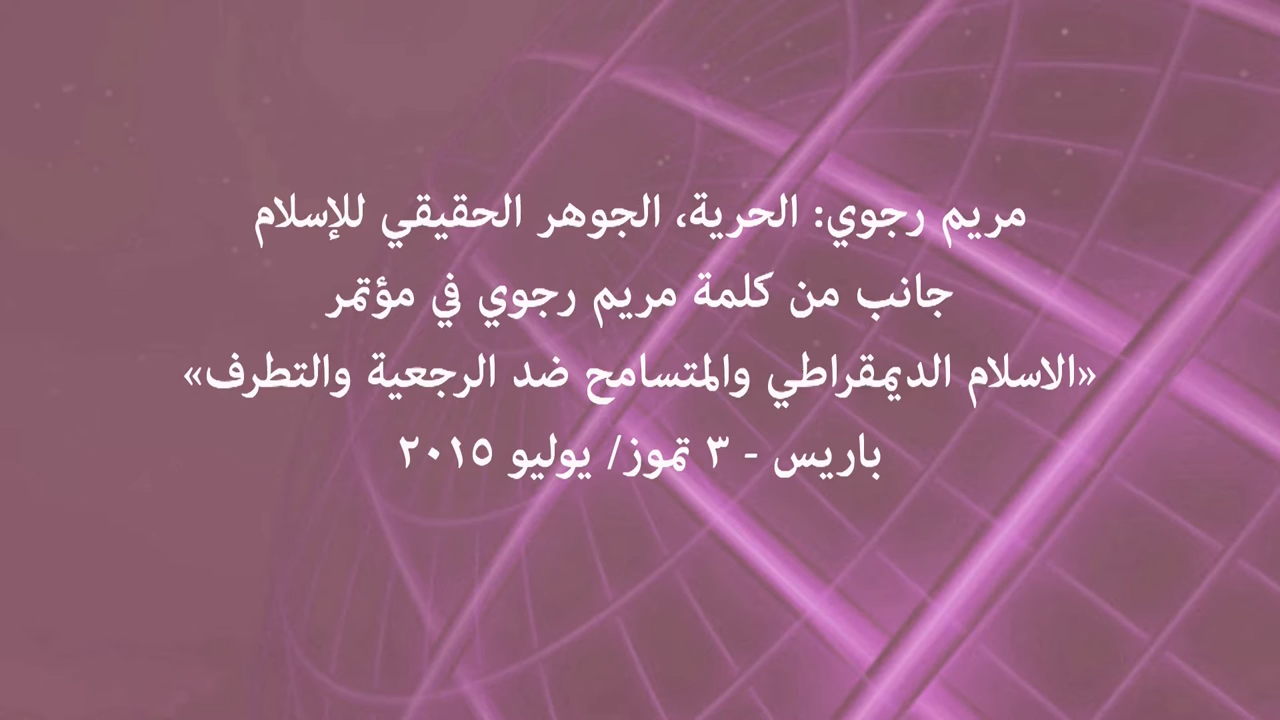 مريم رجوي: الحرية، الجوهر الحقيقي للإسلام
جانب من كلمة مريم رجوي في مؤتمر
«الاسلام الديمقراطي والمتسامح ضد الرجعية والتطرف»
باريس - ٣ تموز/ يوليو ٢٠١٥